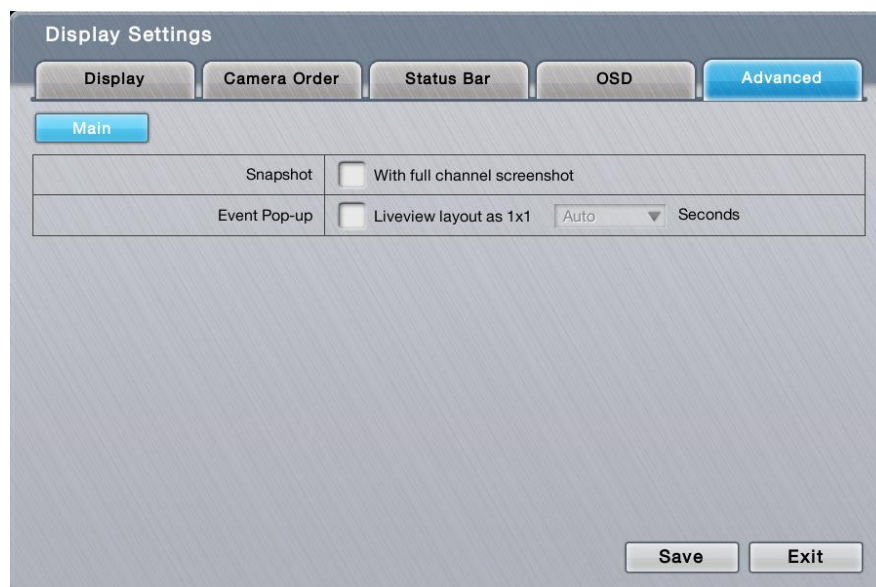 Display Settings
Display Camera Order Status Bar OSD Advanced
Main
Snapshot With full channel screenshot
Event Pop-up Liveview layout as 1x1 Auto Seconds
Save Exit